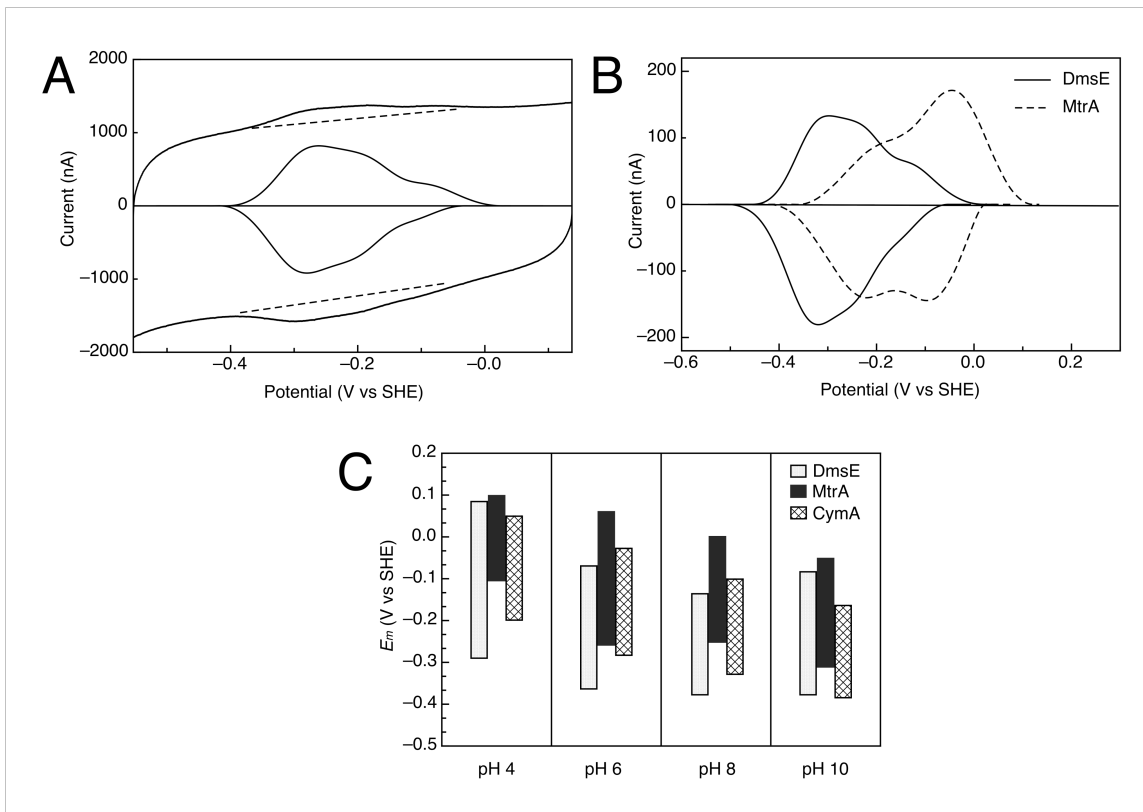 A
2000
1000
0
−1000
−2000
Current (nA)
−0.4
−0.2
−0.0
Potential (V vs SHE)
B
200
100
0
−100
−200
Current (nA)
DmsE
MtrA
−0.6
−0.4
−0.2
0.0
0.2
Potential (V vs SHE)
C
0.2
0.1
0.0
−0.1
−0.2
−0.3
−0.4
−0.5
Em (V vs SHE)
DmsE
MtrA
CymA
pH 4
pH 6
pH 8
pH 10